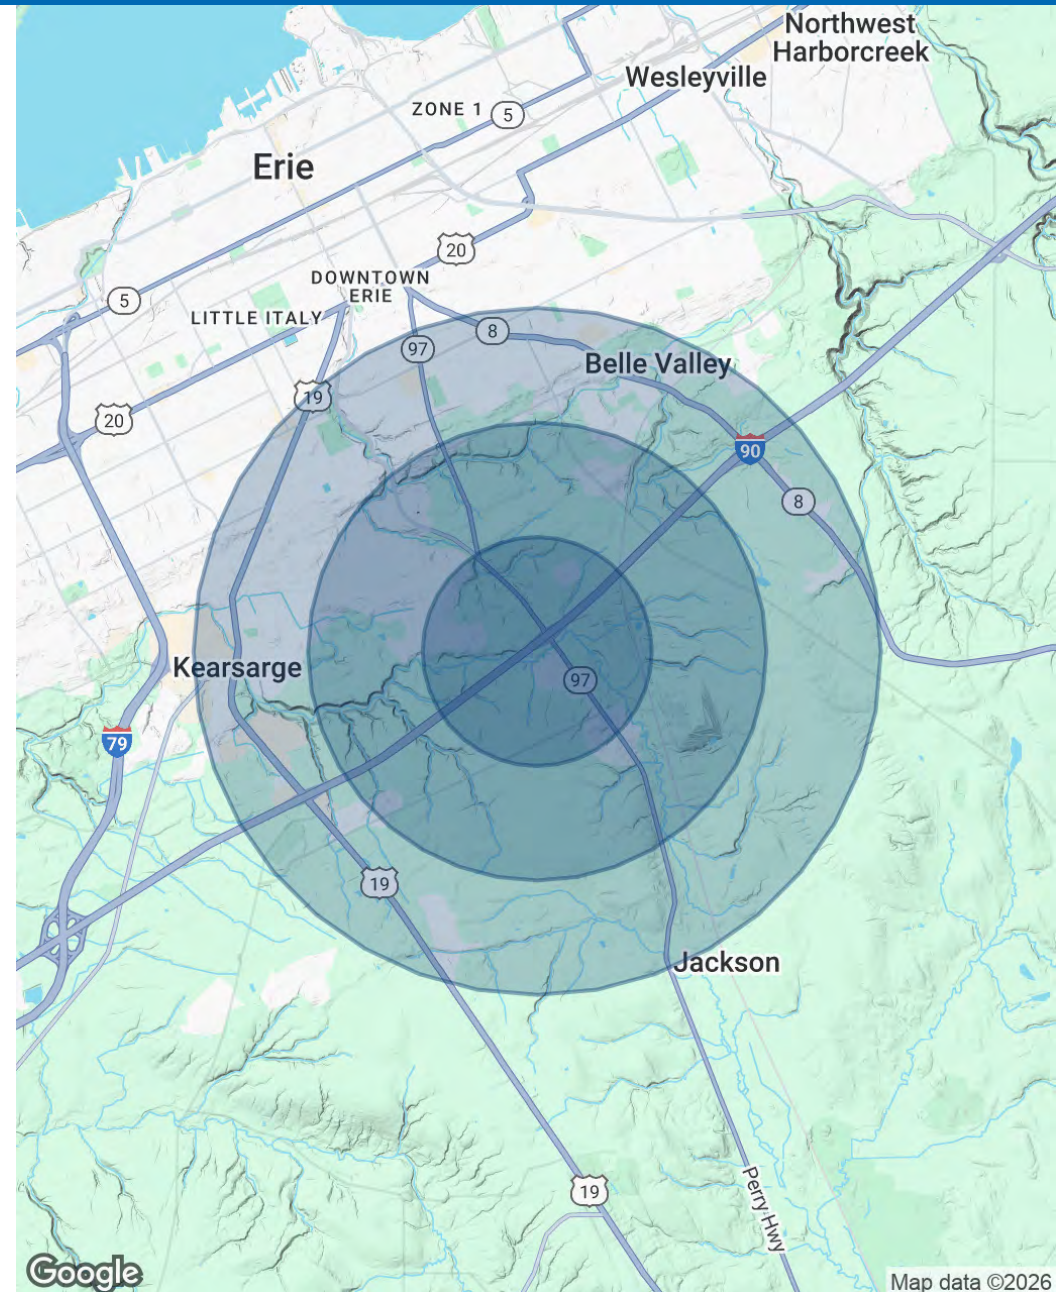 Northwest
Harborcreek
Wesleyville
ZONE 1
5
Erie
20
DOWNTOWN
ERIE
5
LITTLE ITALY
8
97
Belle Valley
19
20
90
8
Kearsarge
97
79
19
Jackson
Perry Hwy
19
Google
Map data ©2026